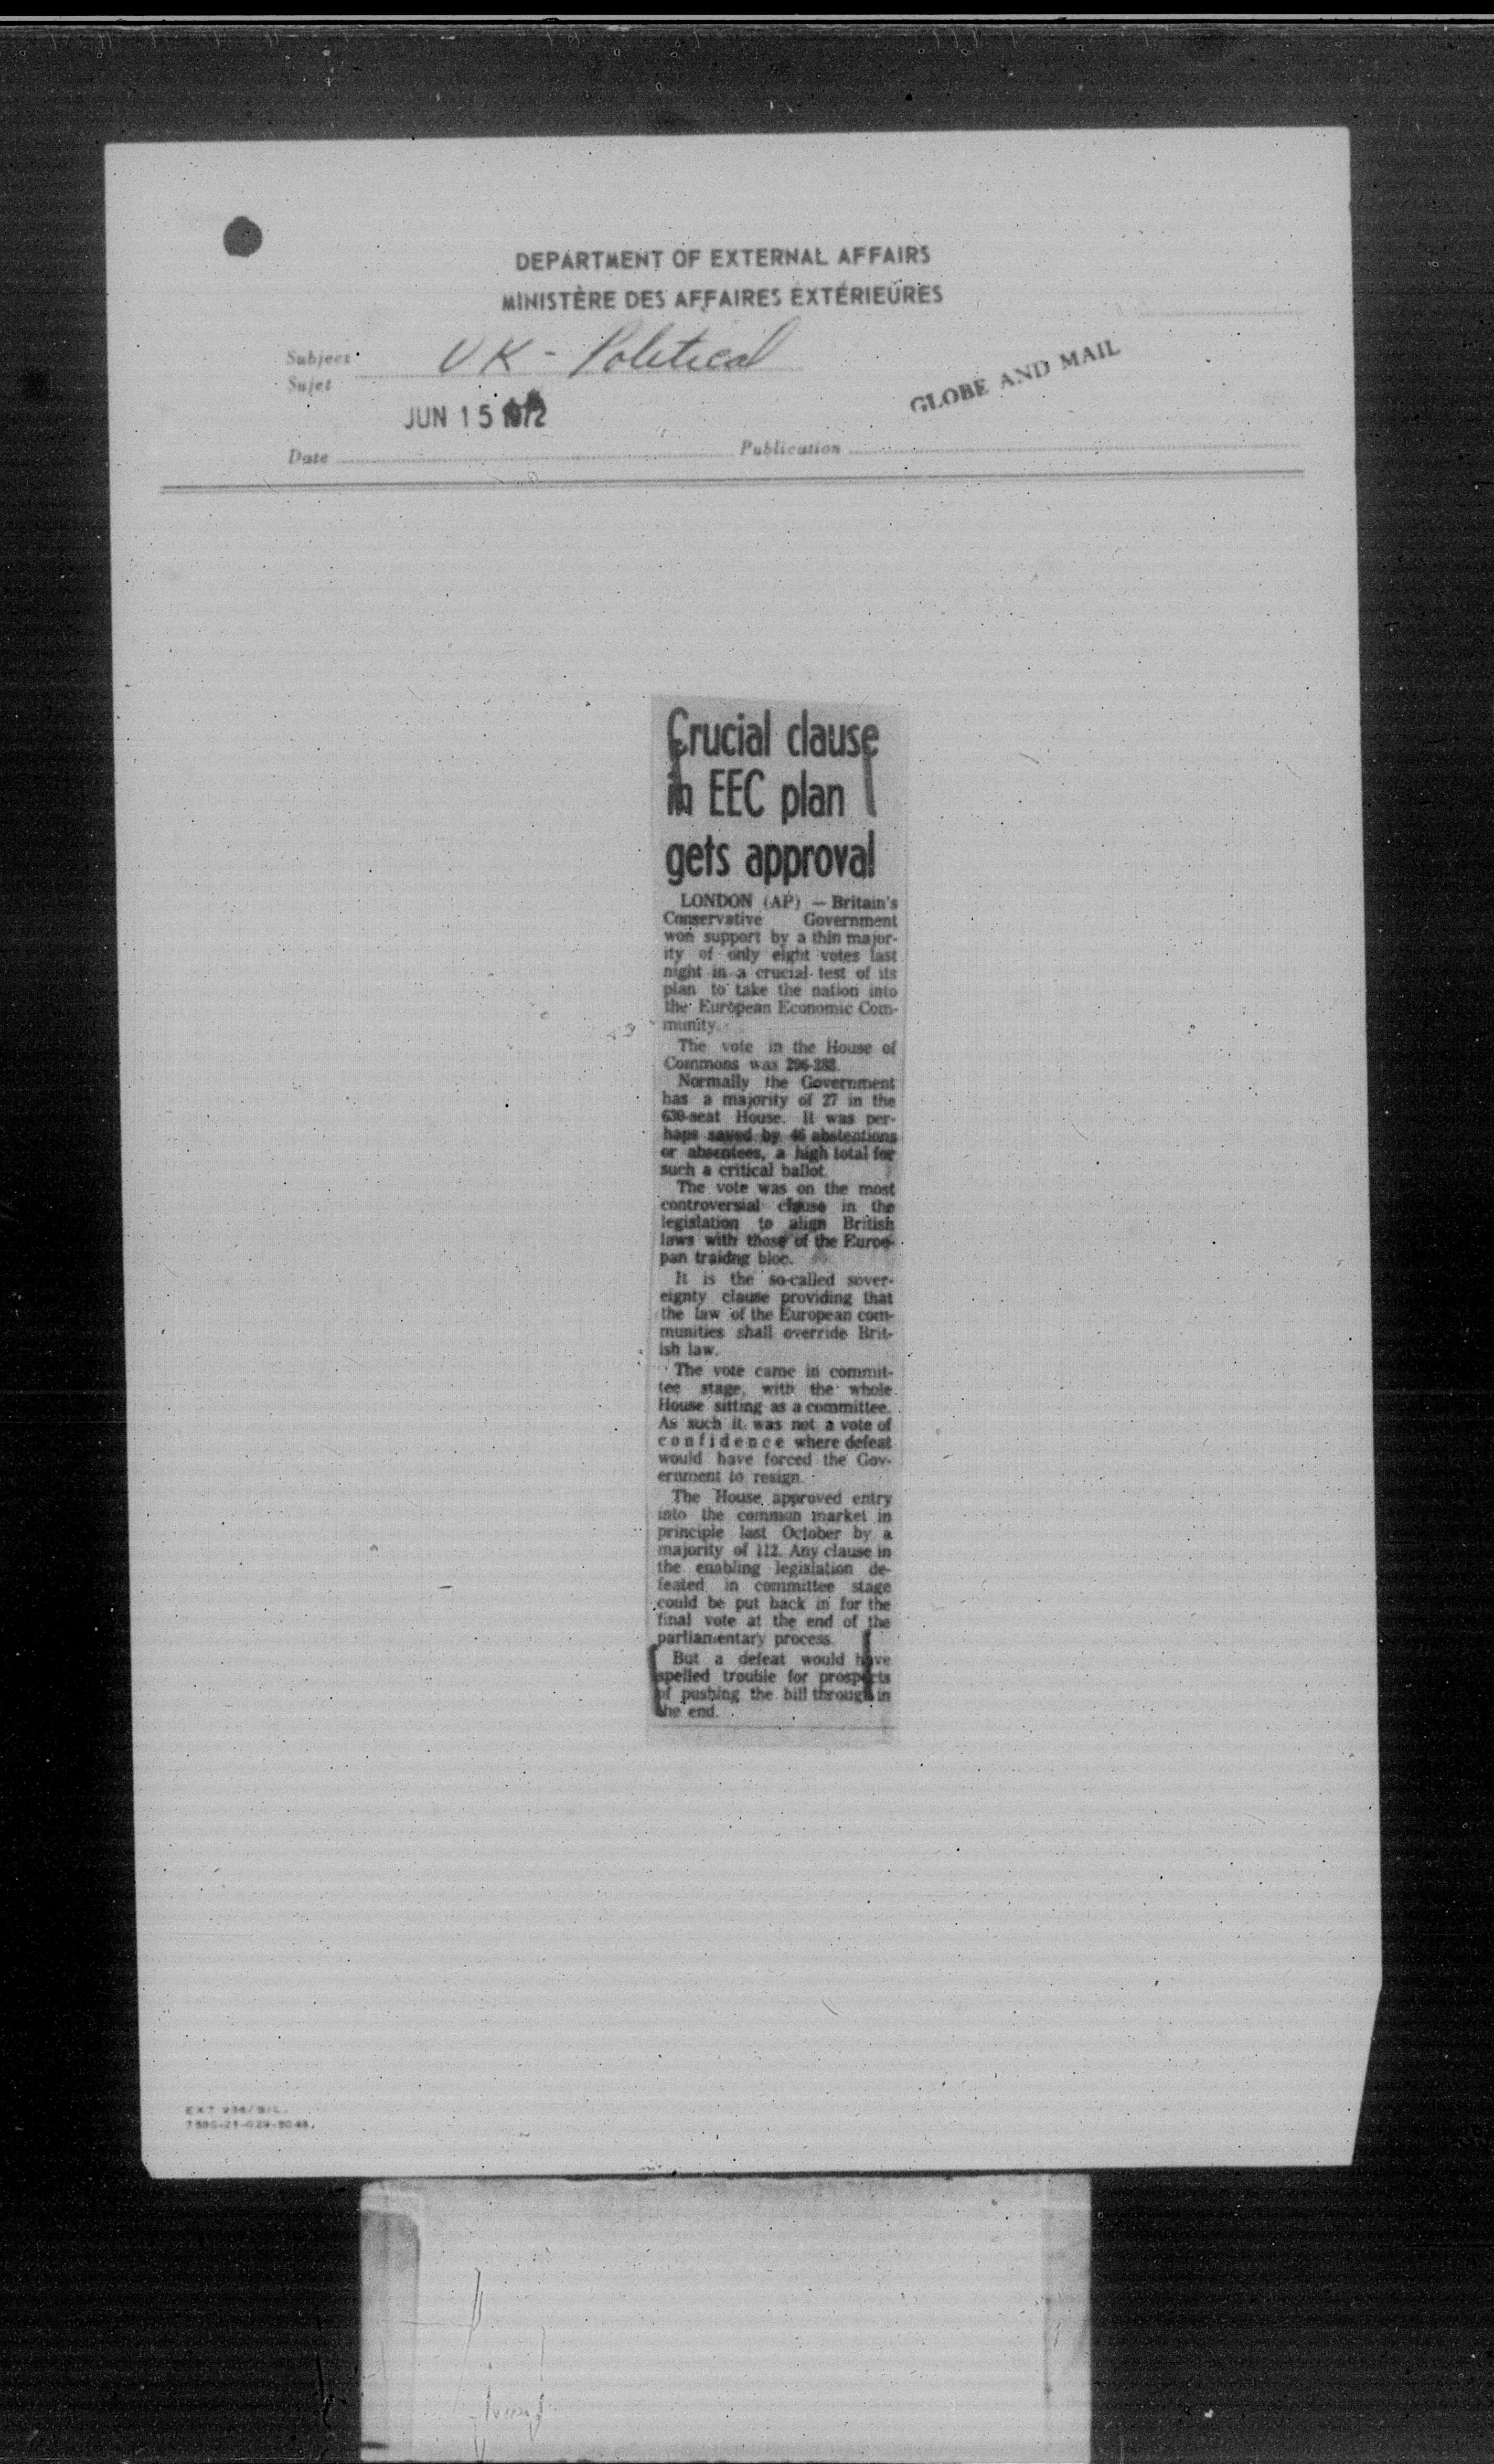 DEPARTMENT OF EXTERNAL AFFAIRS
MINISTÈRE DES AFFAIRES EXTÉRIEURES
Subject
Sujet
UK - Political
GLOBE AND MAIL
JUN 15 1972
Date
Publication
Crucial clause
in EEC plan
gets approval
LONDON (AP) — Britain's
Conservative Government
won support by a thin major-
ity of only eight votes last
night in a crucial test of its
plan to take the nation into
the European Economic Com-
munity.
The vote in the House of
Commons was 296-288.
Normally the Government
has a majority of 27 in the
630-seat House. It was per-
haps saved by 46 abstentions
or absentees, a high total for
such a critical ballot.
The vote was on the most
controversial clause in the
legislation to align British
laws with those of the Euroe-
pan traidng bloc.
It is the so-called sover-
eignty clause providing that
the law of the European com-
munities shall override Brit-
ish law.
The vote came in commit-
tee stage, with the whole
House sitting as a committee.
As such it was not a vote of
confidence where defeat
would have forced the Gov-
ernment to resign.
The House approved entry
into the common market in
principle last October by a
majority of 112. Any clause in
the enabling legislation de-
feated in committee stage
could be put back in for the
final vote at the end of the
parliamentary process.
But a defeat would have
spelled trouble for prospects
of pushing the bill through in
the end.